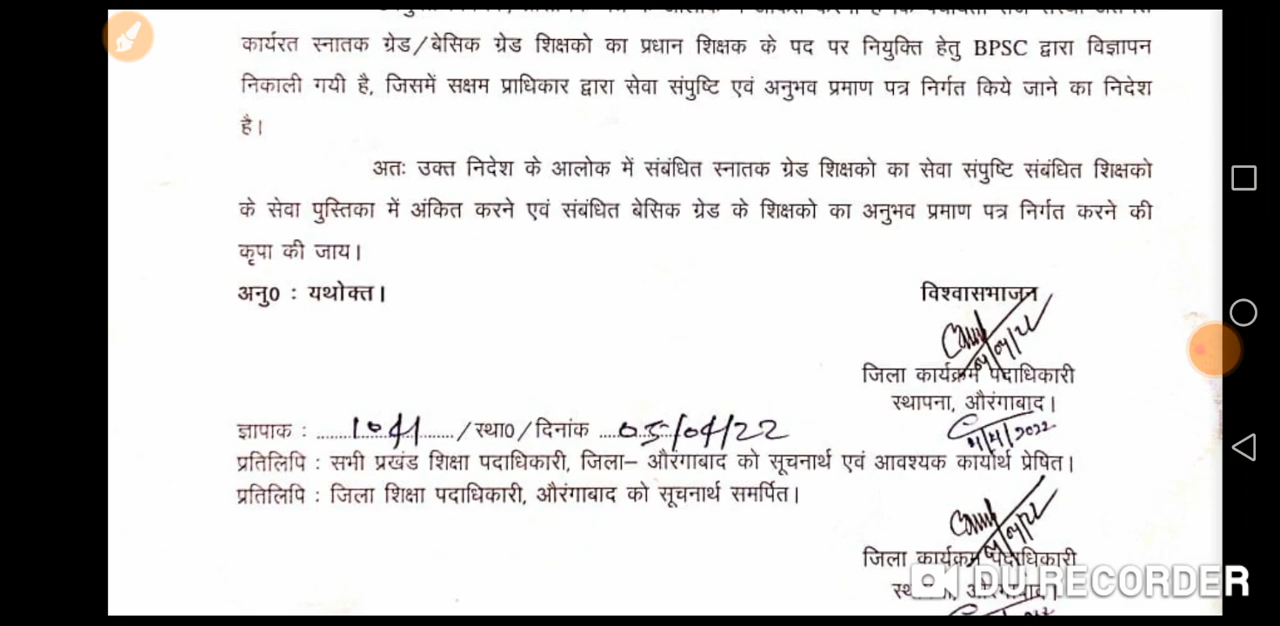 कार्यरत स्नातक ग्रेड/बेसिक ग्रेड शिक्षको का प्रधान शिक्षक के पद पर नियुक्ति हेतु BPSC द्वारा विज्ञापन
निकाली गयी है, जिसमें सक्षम प्राधिकार द्वारा सेवा संपुष्टि एवं अनुभव प्रमाण पत्र निर्गत किये जाने का निदेश
है।
अतः उक्त निदेश के आलोक में संबंधित स्नातक ग्रेड शिक्षको का सेवा संपुष्टि संबंधित शिक्षको
के सेवा पुस्तिका में अंकित करने एवं संबंधित बेसिक ग्रेड के शिक्षको का अनुभव प्रमाण पत्र निर्गत करने की
कृपा की जाय।
अनु0 : यथोक्त।
विश्वासभाजन
जिला कार्यक्रम पदाधिकारी
स्थापना, औरंगाबाद।
ज्ञापाक : 1041 /स्था0/दिनांक 05/04/22
प्रतिलिपि : सभी प्रखंड शिक्षा पदाधिकारी, जिला– औरंगाबाद को सूचनार्थ एवं आवश्यक कार्यार्थ प्रेषित।
प्रतिलिपि : जिला शिक्षा पदाधिकारी, औरंगाबाद को सूचनार्थ समर्पित।
जिला कार्यक्रम पदाधिकारी
DU RECORDER